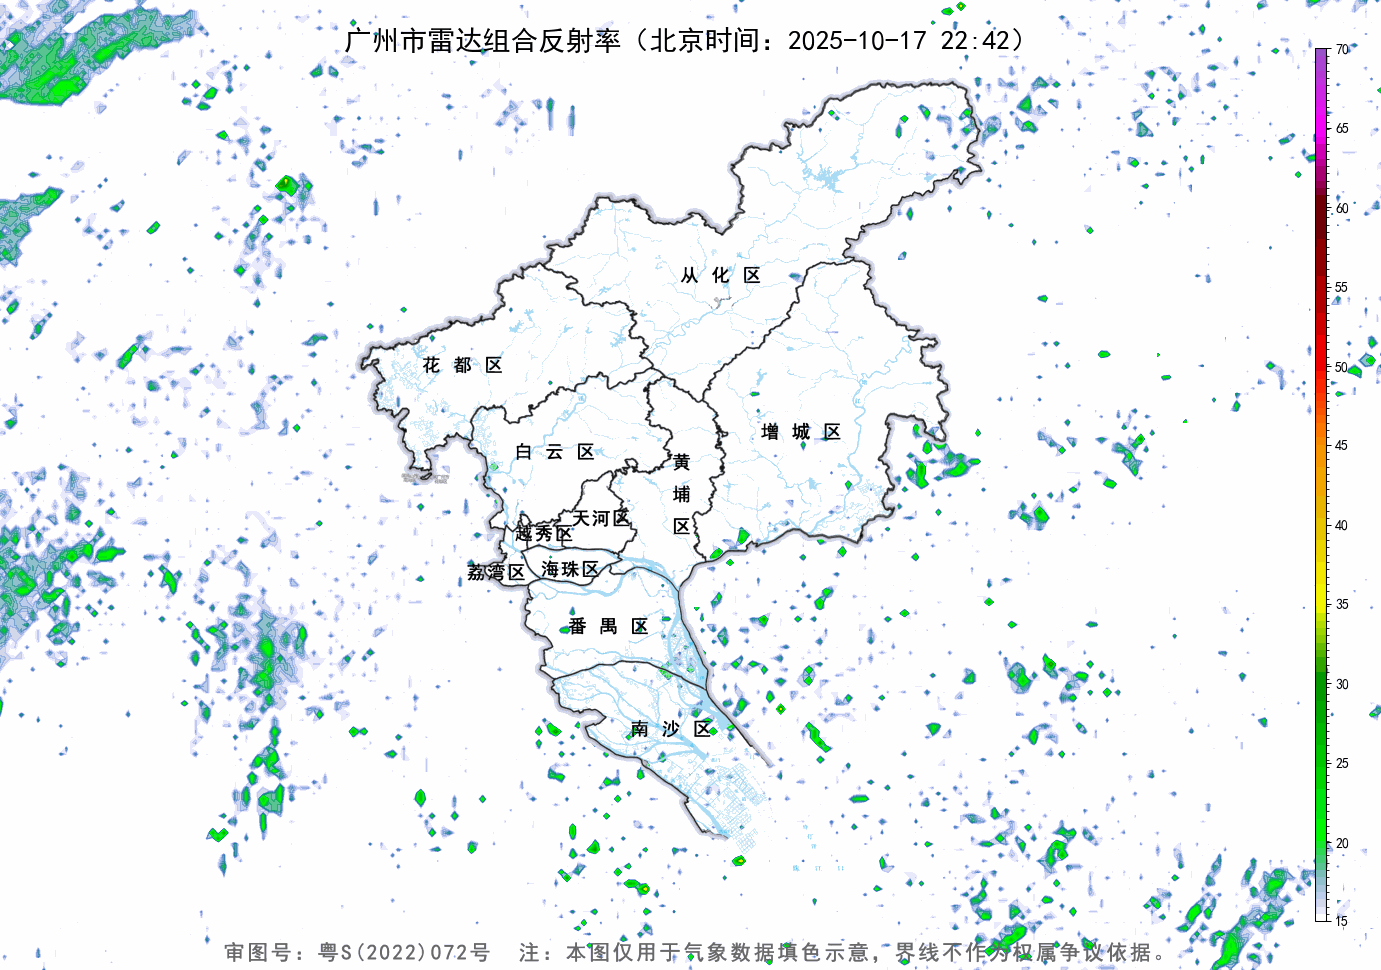 广州市雷达组合反射率（北京时间：2025-10-17 22:42）
70
65
60
55
50
45
40
35
30
25
20
15
从化区
花都区
增城区
白云区
黄埔区
天河区
越秀区
荔湾区
海珠区
番禺区
南沙区
审图号：粤S(2022)072号 注：本图仅用于气象数据填色示意，界线不作为权属争议依据。